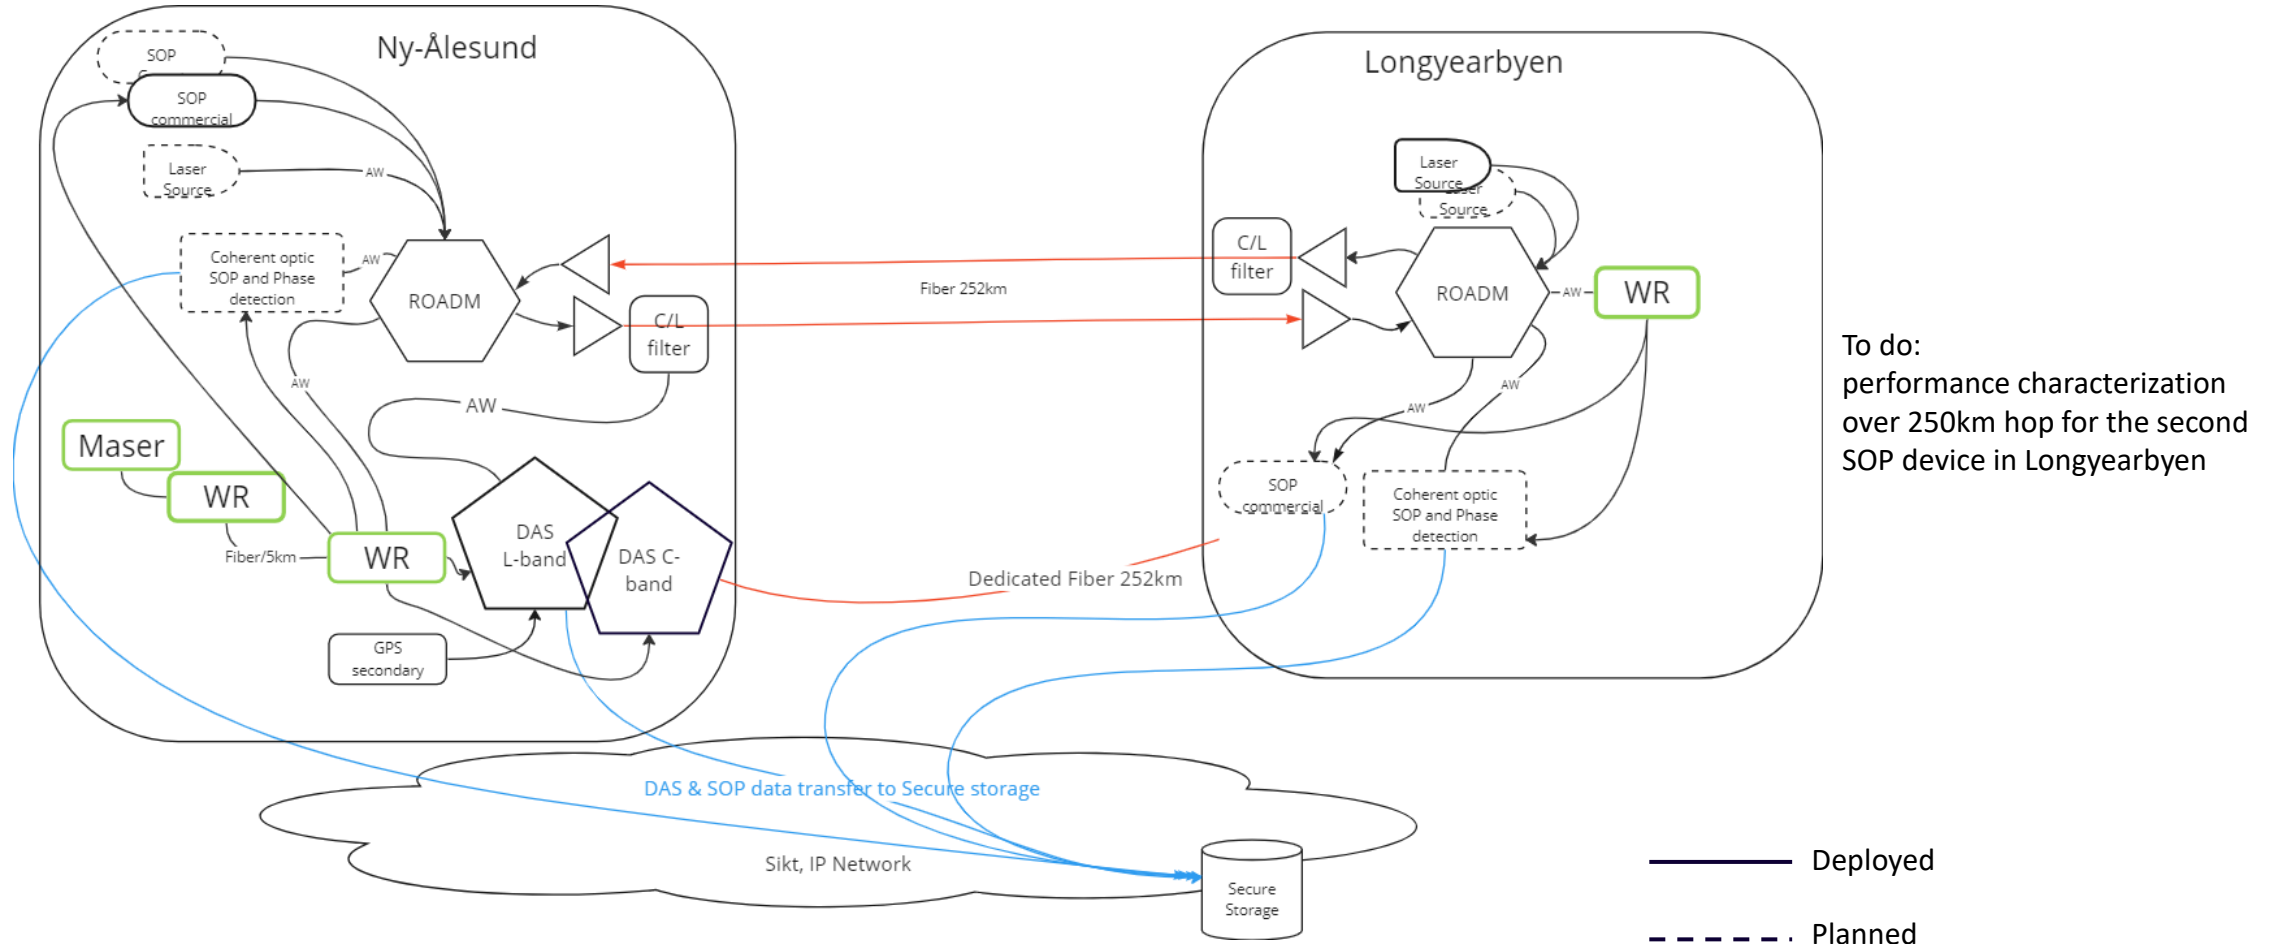 Ny-Ålesund
SOP
SOP
commercial
Laser
Source
AW
Coherent optic
SOP and Phase
detection
AW
ROADM
C/L
filter
AW
AW
Maser
WR
Fiber/5km
WR
DAS
L-band
DAS C-
band
GPS
secondary
Fiber 252km
Dedicated Fiber 252km
Longyearbyen
Laser
Source
Source
C/L
filter
ROADM
AW
WR
AW
AW
SOP
commercial
Coherent optic
SOP and Phase
detection
To do:
performance characterization
over 250km hop for the second
SOP device in Longyearbyen
DAS & SOP data transfer to Secure storage
Sikt, IP Network
Secure
Storage
Deployed
Planned